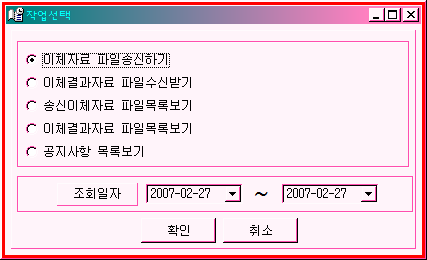 작업선택
이체자료 파일송신하기
이체결과자료 파일수신받기
송신이체자료 파일목록보기
이체결과자료 파일목록보기
공지사항 목록보기
조회일자 2007-02-27 ~ 2007-02-27
확인 취소